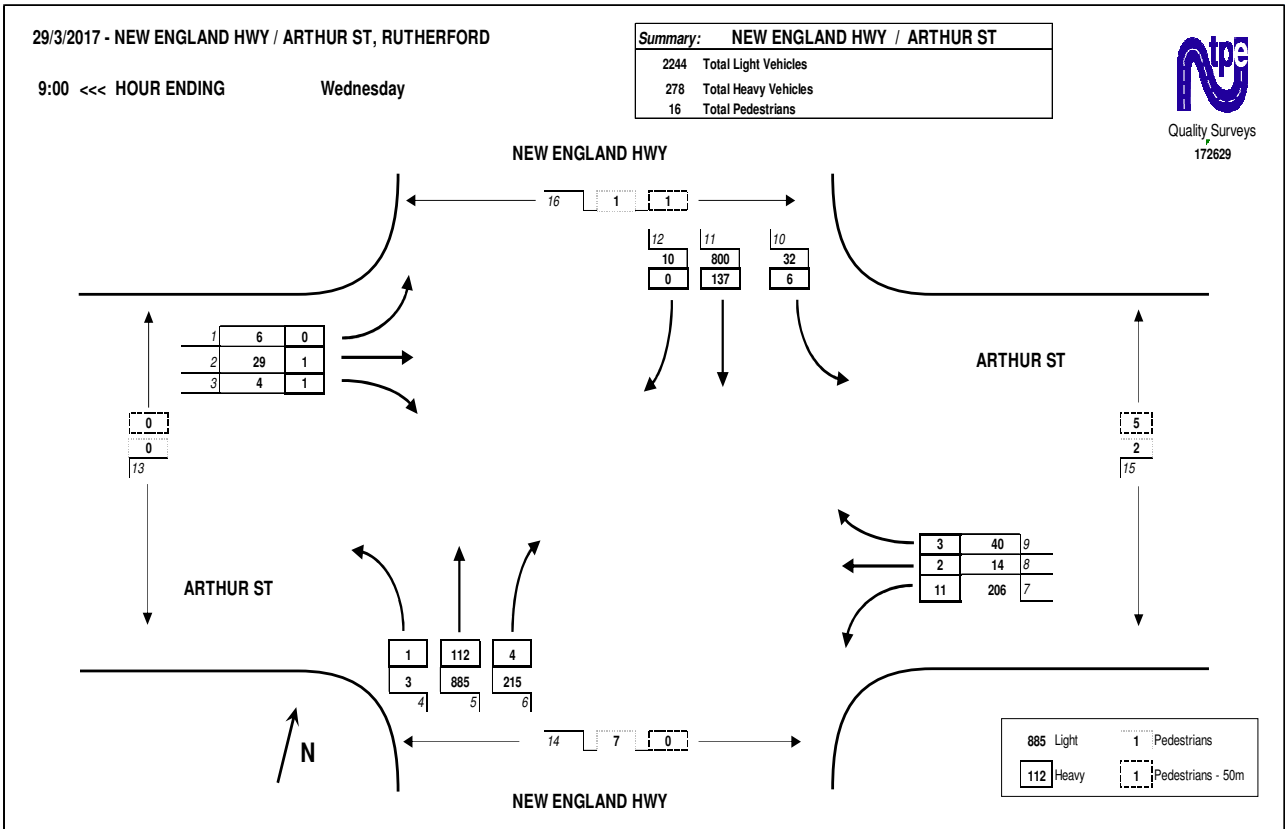 29/3/2017 - NEW ENGLAND HWY / ARTHUR ST, RUTHERFORD
9:00 <<< HOUR ENDING Wednesday
Summary: NEW ENGLAND HWY / ARTHUR ST
2244 Total Light Vehicles
278 Total Heavy Vehicles
16 Total Pedestrians
tpe
Quality Surveys
172629
NEW ENGLAND HWY
16 1 1
12 11 10
10 800 32
0 137 6
1 6 0
2 29 1
3 4 1
ARTHUR ST
0
0
13
5
2
15
3 40 9
2 14 8
11 206 7
ARTHUR ST
1 112 4
3 885 215
4 5 6
N
14 7 0
NEW ENGLAND HWY
885 Light 1 Pedestrians
112 Heavy 1 Pedestrians - 50m